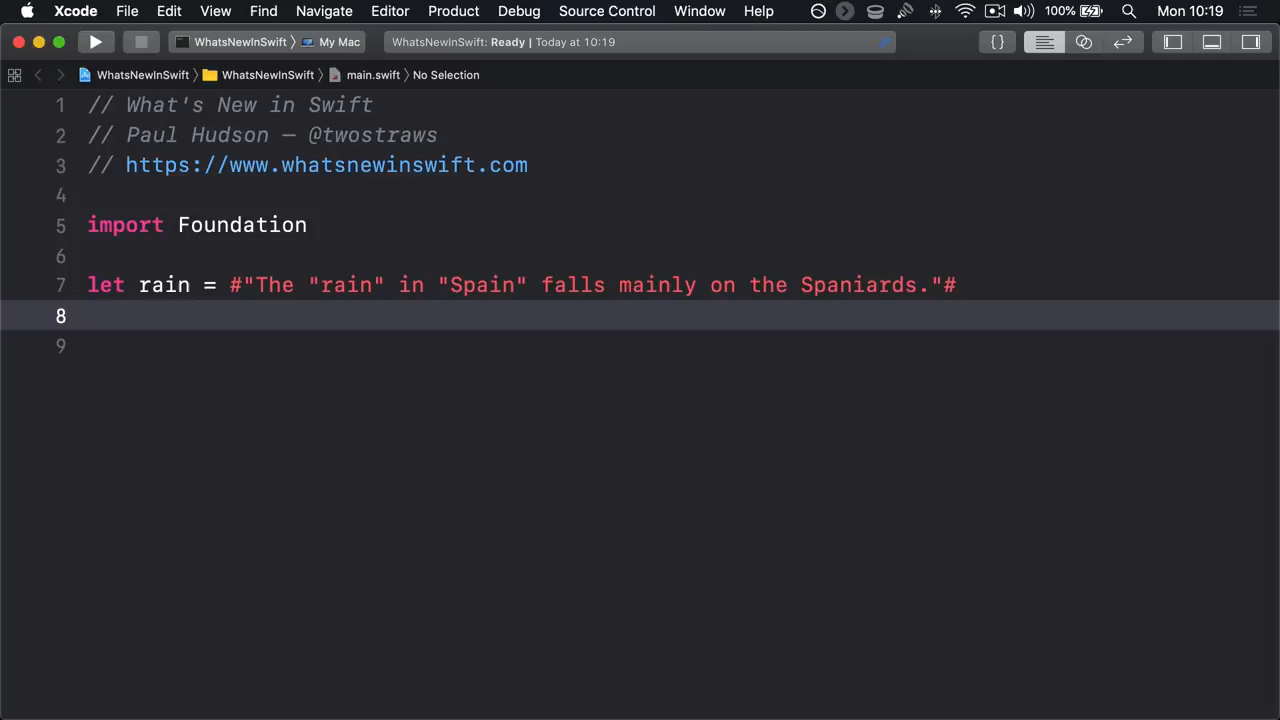 Xcode File Edit View Find Navigate Editor Product Debug Source Control Window Help 100% Mon 10:19
WhatsNewInSwift 〉 My Mac WhatsNewInSwift: Ready | Today at 10:19 {}
WhatsNewInSwift 〉 WhatsNewInSwift 〉 main.swift 〉 No Selection
1 // What's New in Swift
2 // Paul Hudson — @twostraws
3 // https://www.whatsnewinswift.com
4
5 import Foundation
6
7 let rain = #"The "rain" in "Spain" falls mainly on the Spaniards."#
8
9